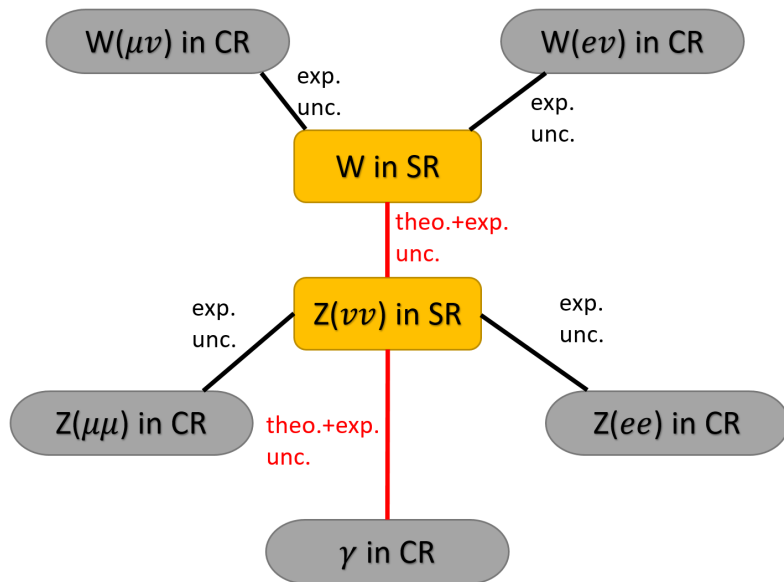 W(μν) in CR
W(eν) in CR
exp.
unc.
exp.
unc.
W in SR
theo.+exp.
unc.
Z(νν) in SR
exp.
unc.
exp.
unc.
Z(μμ) in CR
theo.+exp.
unc.
Z(ee) in CR
γ in CR